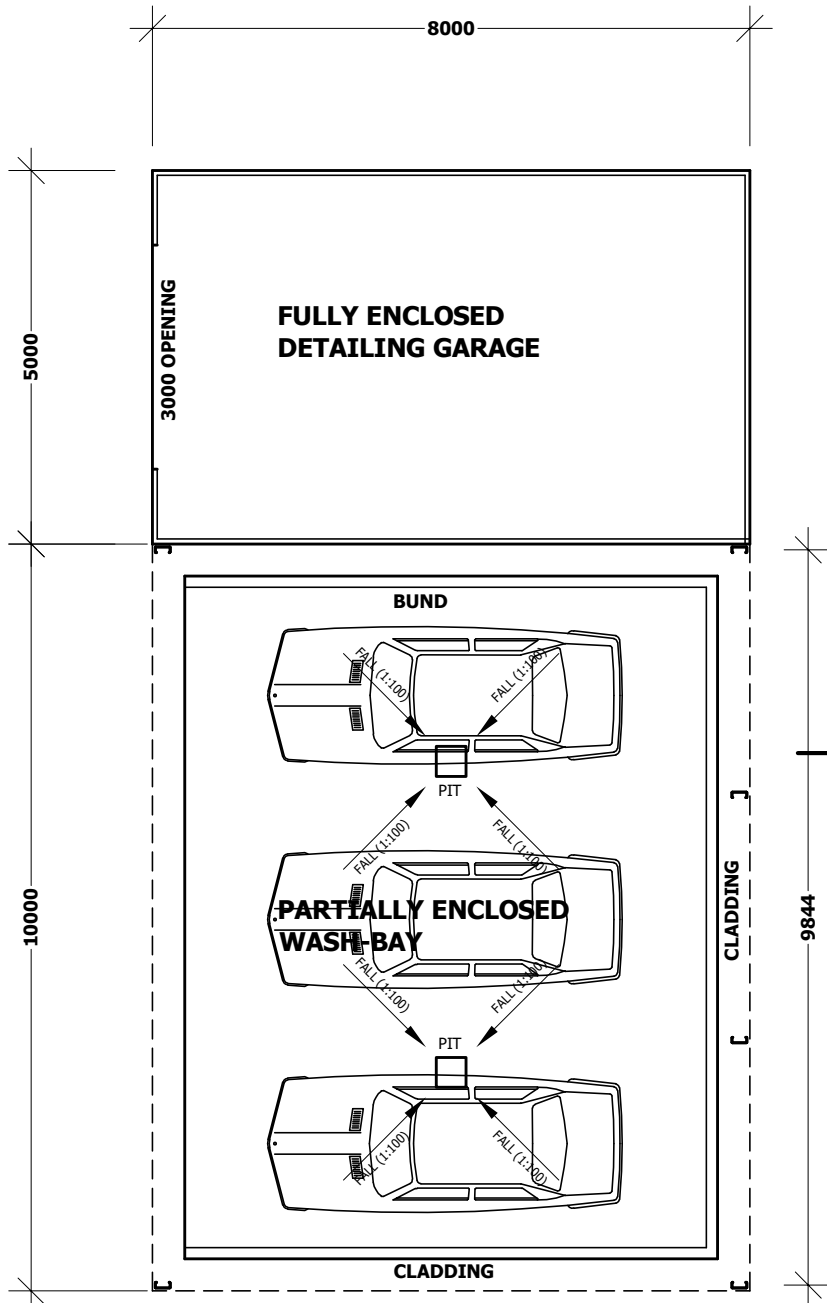 8000
5000
3000 OPENING
FULLY ENCLOSED
DETAILING GARAGE
BUND
FALL (1:100)
FALL (1:100)
PIT
FALL (1:100)
FALL (1:100)
10000
PARTIALLY ENCLOSED
WASH-BAY
CLADDING
9844
FALL (1:100)
FALL (1:100)
PIT
FALL (1:100)
FALL (1:100)
CLADDING